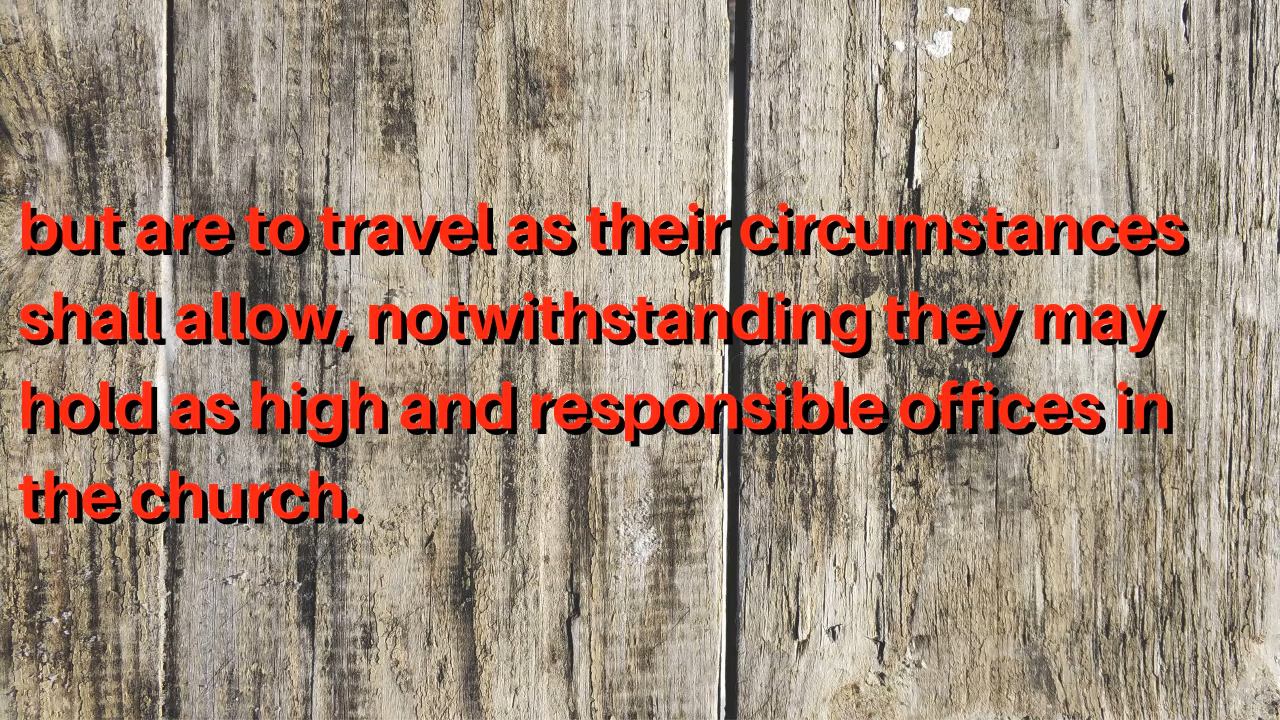 but are to travel as their circumstances
shall allow, notwithstanding they may
hold as high and responsible offices in
the church.